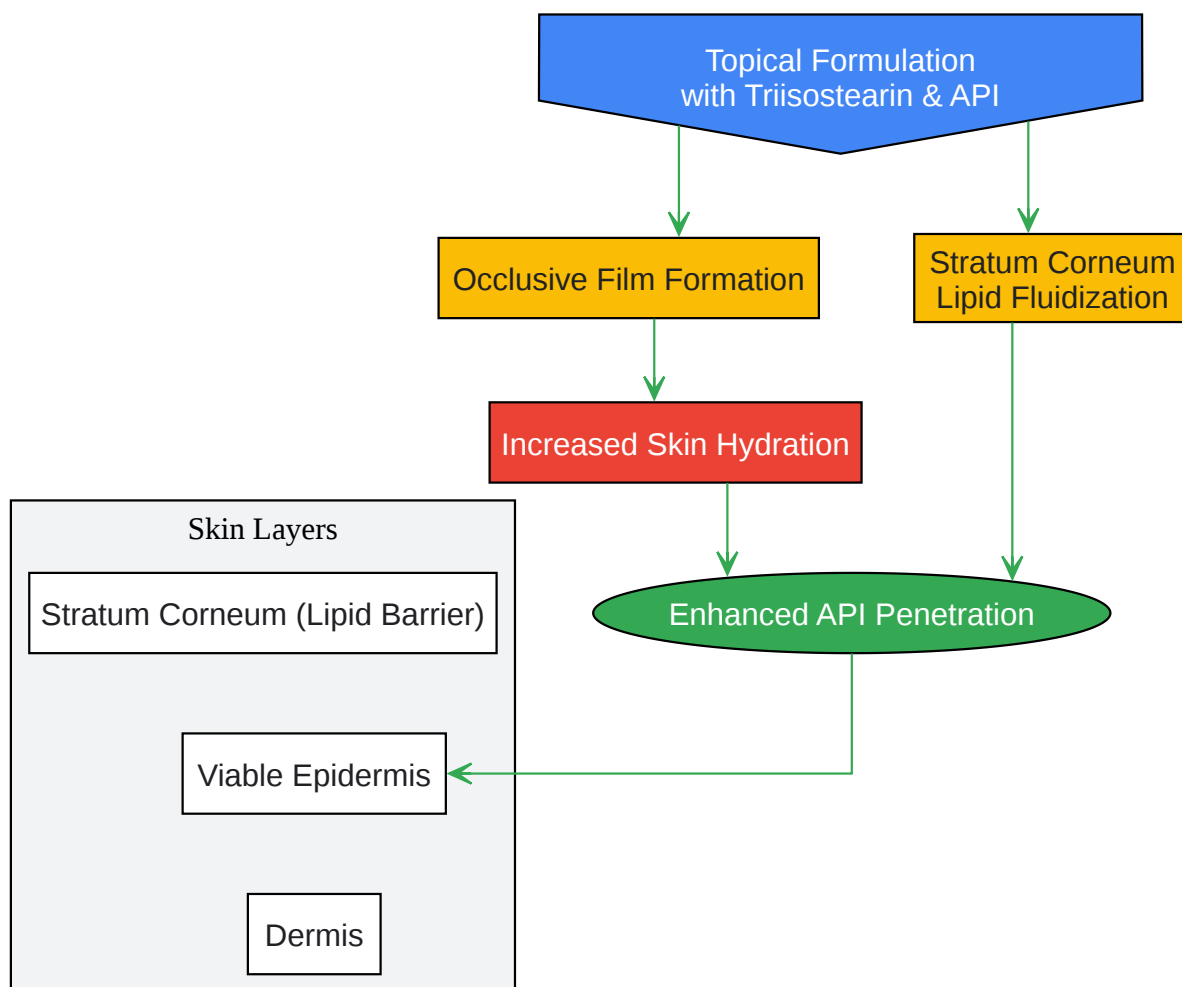 Topical Formulation
with Triisostearin & API
Occlusive Film Formation
Stratum Corneum
Lipid Fluidization
Increased Skin Hydration
Skin Layers
Stratum Corneum (Lipid Barrier)
Enhanced API Penetration
Viable Epidermis
Dermis